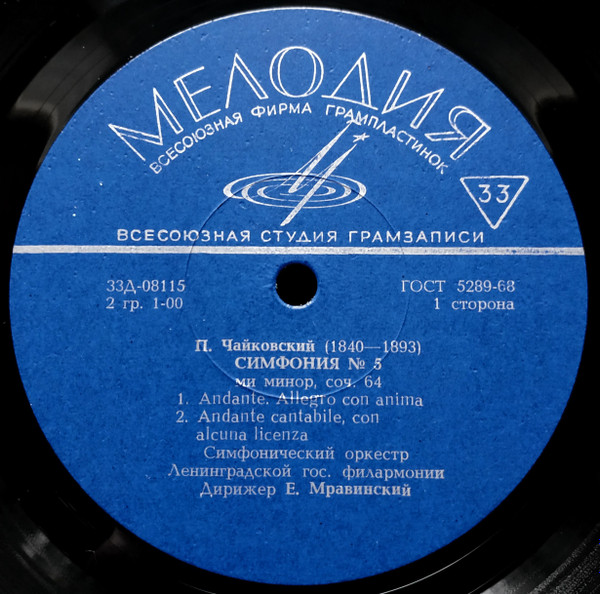 МЕЛОДИЯ
ВСЕСОЮЗНАЯ ФИРМА ГРАМПЛАСТИНОК
33
ВСЕСОЮЗНАЯ СТУДИЯ ГРАМЗАПИСИ
33Д-08115
ГОСТ 5289-68
2 гр. 1-00
1 сторона
П. Чайковский (1840—1893)
СИМФОНИЯ № 5
ми минор, соч. 64
1. Andante. Allegro con anima
2. Andante cantabile, con
alcuna licenza
Симфонический оркестр
Ленинградской гос. филармонии
Дирижер Е. Мравинский